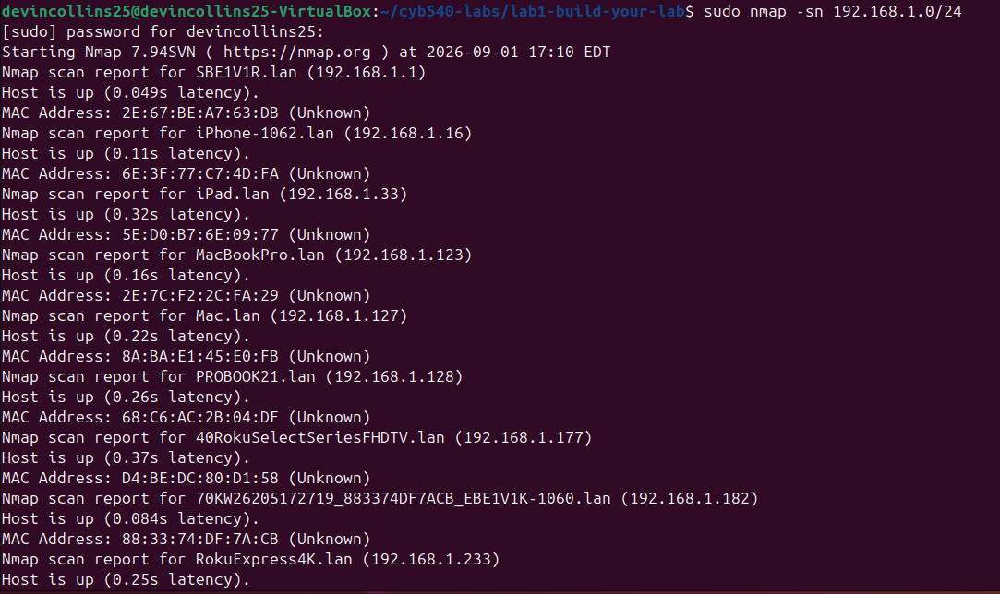 devincollins25@devincollins25-VirtualBox:~/cyb540-labs/lab1-build-your-lab$ sudo nmap -sn 192.168.1.0/24
[sudo] password for devincollins25:
Starting Nmap 7.94SVN ( https://nmap.org ) at 2026-09-01 17:10 EDT
Nmap scan report for SBE1V1R.lan (192.168.1.1)
Host is up (0.049s latency).
MAC Address: 2E:67:BE:A7:63:DB (Unknown)
Nmap scan report for iPhone-1062.lan (192.168.1.16)
Host is up (0.11s latency).
MAC Address: 6E:3F:77:C7:4D:FA (Unknown)
Nmap scan report for iPad.lan (192.168.1.33)
Host is up (0.32s latency).
MAC Address: 5E:D0:B7:6E:09:77 (Unknown)
Nmap scan report for MacBookPro.lan (192.168.1.123)
Host is up (0.16s latency).
MAC Address: 2E:7C:F2:2C:FA:29 (Unknown)
Nmap scan report for Mac.lan (192.168.1.127)
Host is up (0.22s latency).
MAC Address: 8A:BA:E1:45:E0:FB (Unknown)
Nmap scan report for PROBOOK21.lan (192.168.1.128)
Host is up (0.26s latency).
MAC Address: 68:C6:AC:2B:04:DF (Unknown)
Nmap scan report for 40RokuSelectSeriesFHDTV.lan (192.168.1.177)
Host is up (0.37s latency).
MAC Address: D4:BE:DC:80:D1:58 (Unknown)
Nmap scan report for 70KW26205172719_883374DF7ACB_EBE1V1K-1060.lan (192.168.1.182)
Host is up (0.084s latency).
MAC Address: 88:33:74:DF:7A:CB (Unknown)
Nmap scan report for RokuExpress4K.lan (192.168.1.233)
Host is up (0.25s latency).